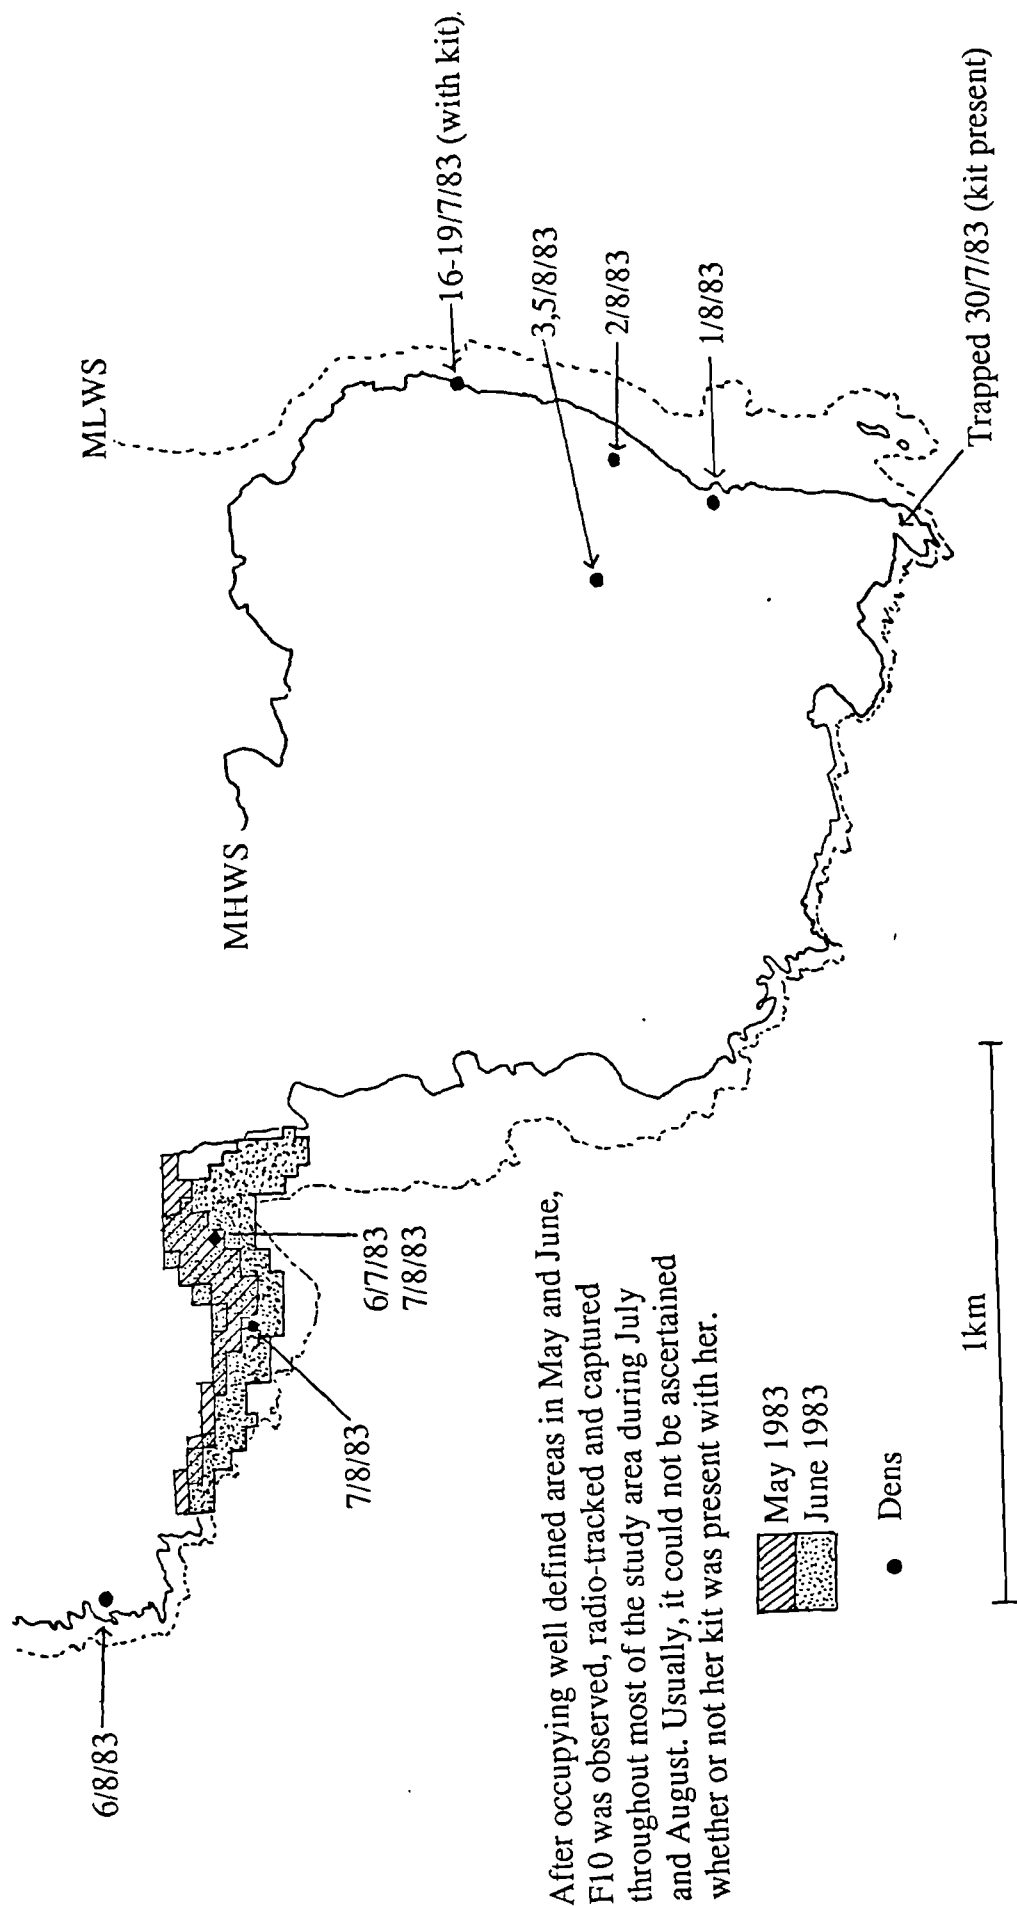 MLWS
MHWS
16-19/7/83 (with kit).
3,5/8/83
2/8/83
1/8/83
Trapped 30/7/83 (kit present)
6/7/83
7/8/83
7/8/83
6/8/83
After occupying well defined areas in May and June,
F10 was observed, radio-tracked and captured
throughout most of the study area during July
and August. Usually, it could not be ascertained
whether or not her kit was present with her.
May 1983
June 1983
Dens
1km